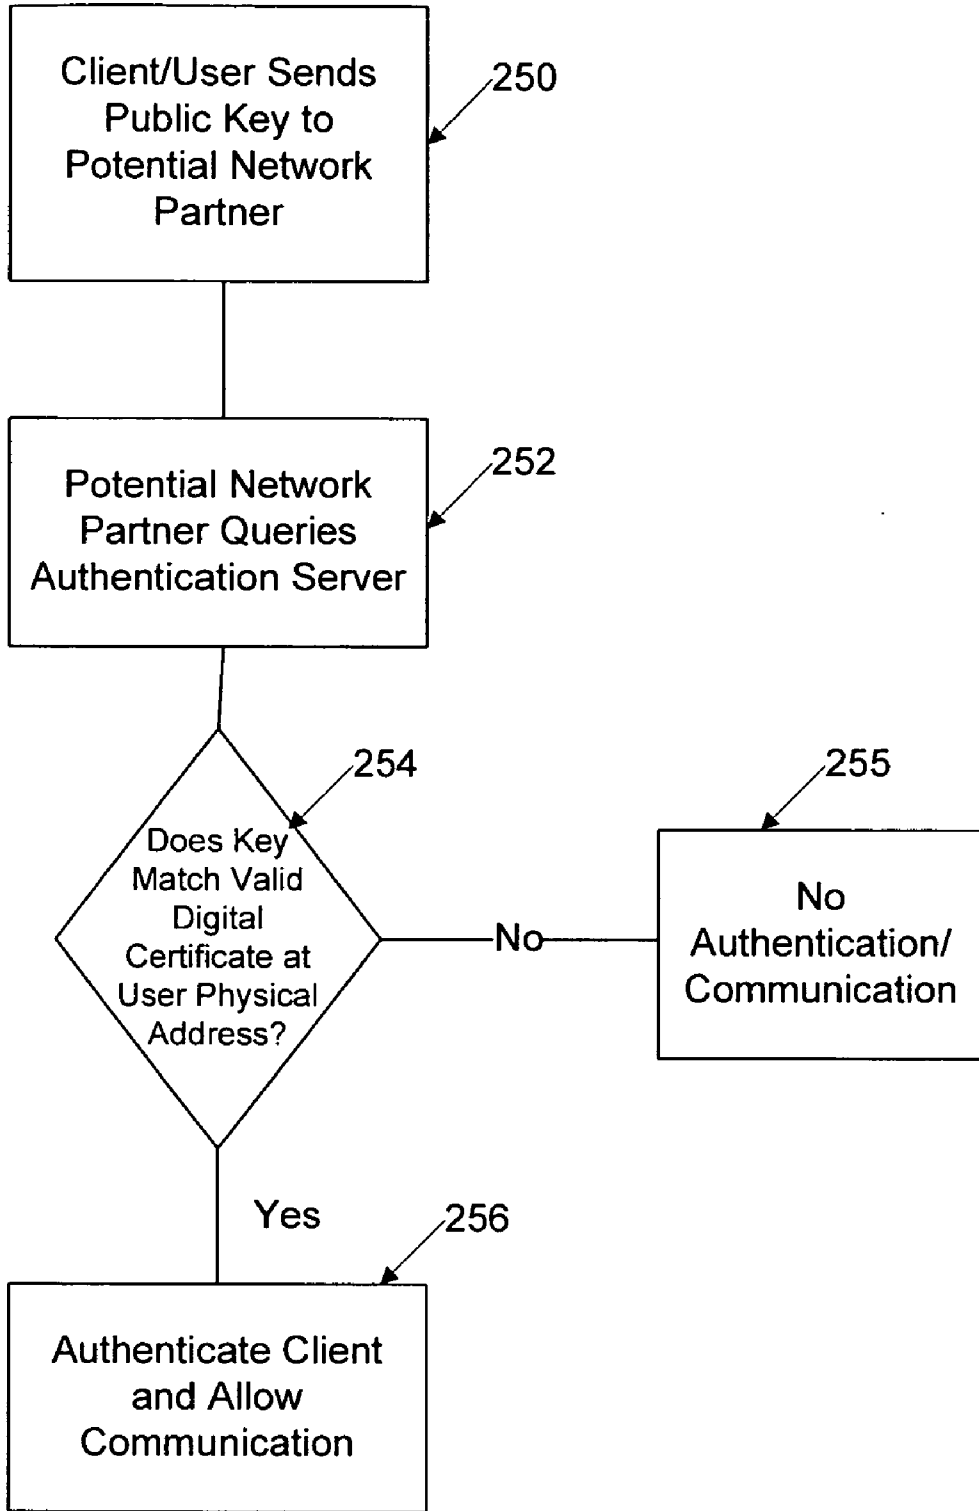 Client/User Sends
Public Key to
Potential Network
Partner
250
Potential Network
Partner Queries
Authentication Server
252
254
Does Key
Match Valid
Digital
Certificate at
User Physical
Address?
No
255
No
Authentication/
Communication
Yes
256
Authenticate Client
and Allow
Communication